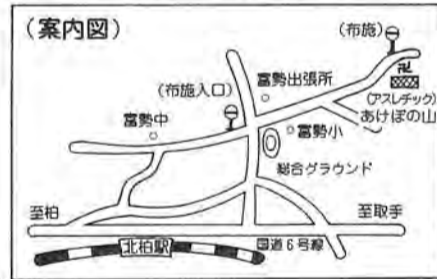 (案内図)
(布施)
富勢出張所
(布施入口)
卍
(アスレチック)
あけぼの山
富勢中
富勢小
総合グラウンド
至柏
至取手
北柏駅
国道6号線